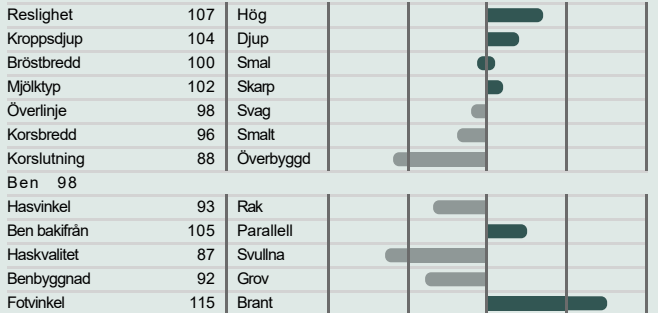 Reslighet 107 Hög
Kroppsdjup 104 Djup
Bröstbredd 100 Smal
Mjölktyp 102 Skarp
Överlinje 98 Svag
Korsbredd 96 Smalt
Korslutning 88 Överbyggd
Ben 98
Hasvinkel 93 Rak
Ben bakifrån 105 Parallell
Haskvalitet 87 Svullna
Benbyggnad 92 Grov
Fotvinkel 115 Brant